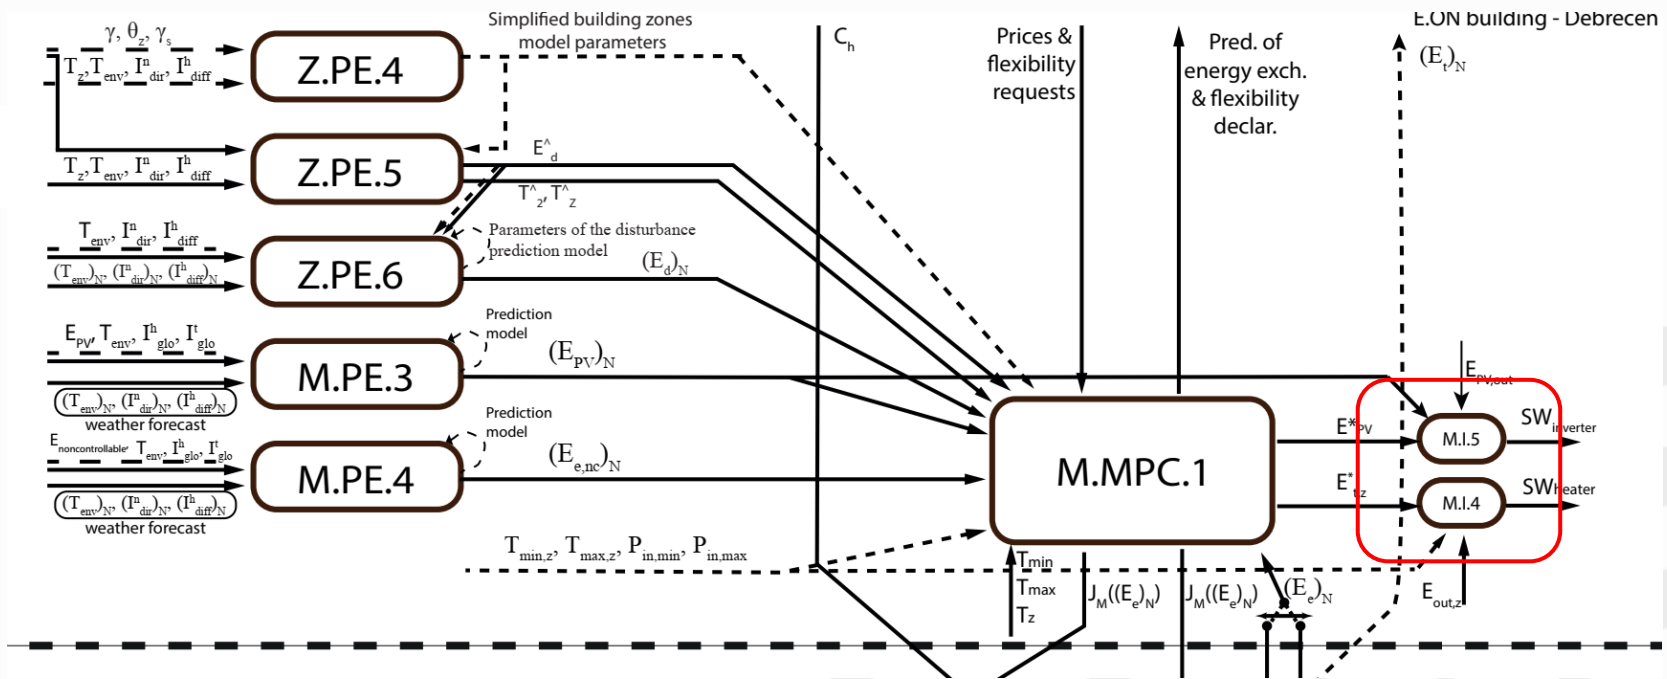 E.ON building - Debrecen
Simplified building zones
model parameters
γ, θz, γs
Tz, Tenv, Iⁿdir, Iʰdiff
Z.PE.4
Ch
Prices &
flexibility
requests
Pred. of
energy exch.
& flexibility
declar.
(Et)N
Z.PE.5
Tz, Tenv, Iⁿdir, Iʰdiff
E^d
T^2, T^z
Tenv, Iⁿdir, Iʰdiff
(Tenv)N, (Iⁿdir)N, (Iʰdiff)N
Z.PE.6
Parameters of the disturbance
prediction model
(Ed)N
EPV, Tenv, Iʰglo, Iᵗglo
M.PE.3
Prediction
model
(EPV)N
(Tenv)N, (Iⁿdir)N, (Iʰdiff)N
weather forecast
Enoncontrollable, Tenv, Iʰglo, Iᵗglo
M.PE.4
Prediction
model
(Ee,nc)N
(Tenv)N, (Iⁿdir)N, (Iʰdiff)N
weather forecast
M.MPC.1
EPV,out
E*PV
M.I.5
SWinverter
E*t,z
M.I.4
SWheater
Tmin,z, Tmax,z, Pin,min, Pin,max
Tmin
Tmax
Tz
JM((Ee)N)
JM((Ee)N)
(Ee)N
Eout,z